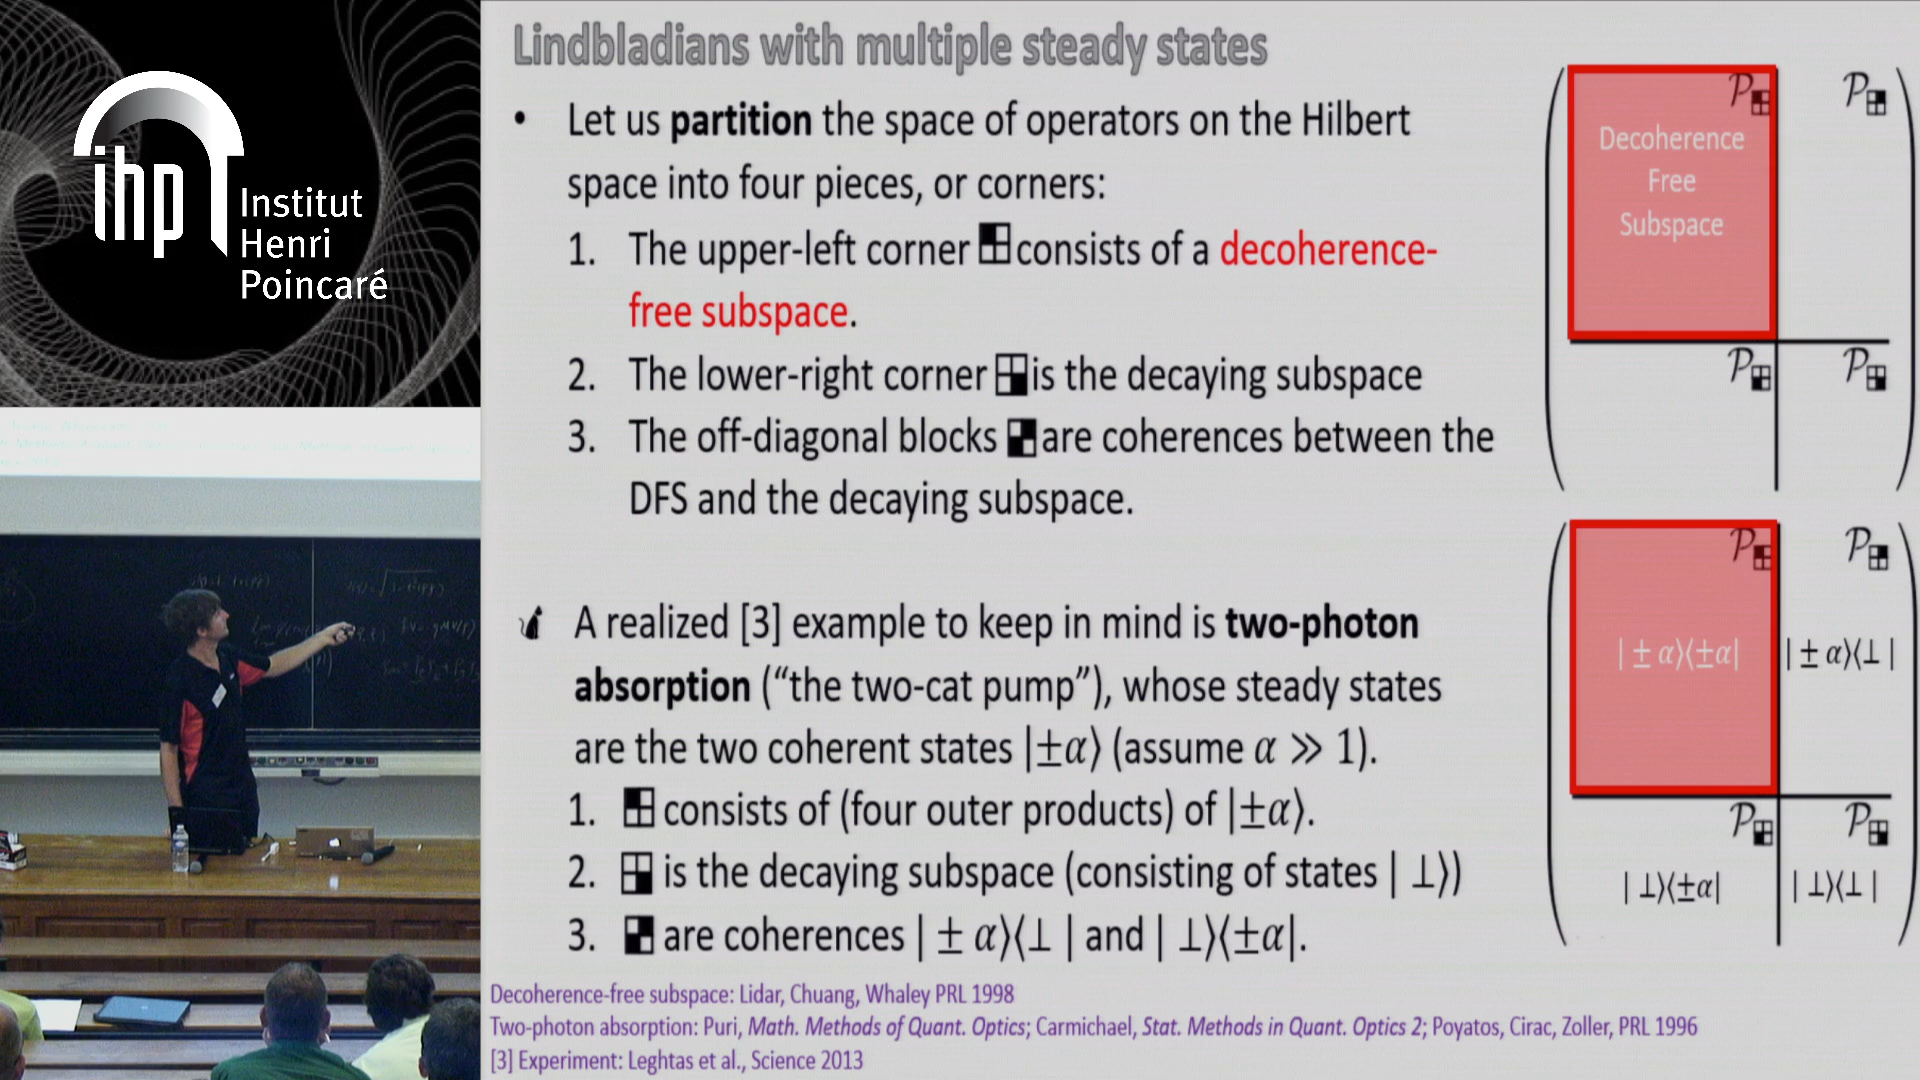 ihp
Institut
Henri
Poincaré
Lindbladians with multiple steady states
• Let us partition the space of operators on the Hilbert
space into four pieces, or corners:
1. The upper-left corner consists of a decoherence-
free subspace.
2. The lower-right corner is the decaying subspace
3. The off-diagonal blocks are coherences between the
DFS and the decaying subspace.
A realized [3] example to keep in mind is two-photon
absorption (“the two-cat pump”), whose steady states
are the two coherent states |±α⟩ (assume α ≫ 1).
1. consists of (four outer products) of |±α⟩.
2. is the decaying subspace (consisting of states | ⊥⟩)
3. are coherences | ± α⟩⟨⊥ | and | ⊥⟩⟨±α|.
Decoherence-free subspace: Lidar, Chuang, Whaley PRL 1998
Two-photon absorption: Puri, Math. Methods of Quant. Optics; Carmichael, Stat. Methods in Quant. Optics 2; Poyatos, Cirac, Zoller, PRL 1996
[3] Experiment: Leghtas et al., Science 2013
𝒫 𝒫
Decoherence
Free
Subspace
𝒫 𝒫
𝒫 𝒫
| ± α⟩⟨±α| | ± α⟩⟨⊥ |
𝒫 𝒫
| ⊥⟩⟨±α| | ⊥⟩⟨⊥ |